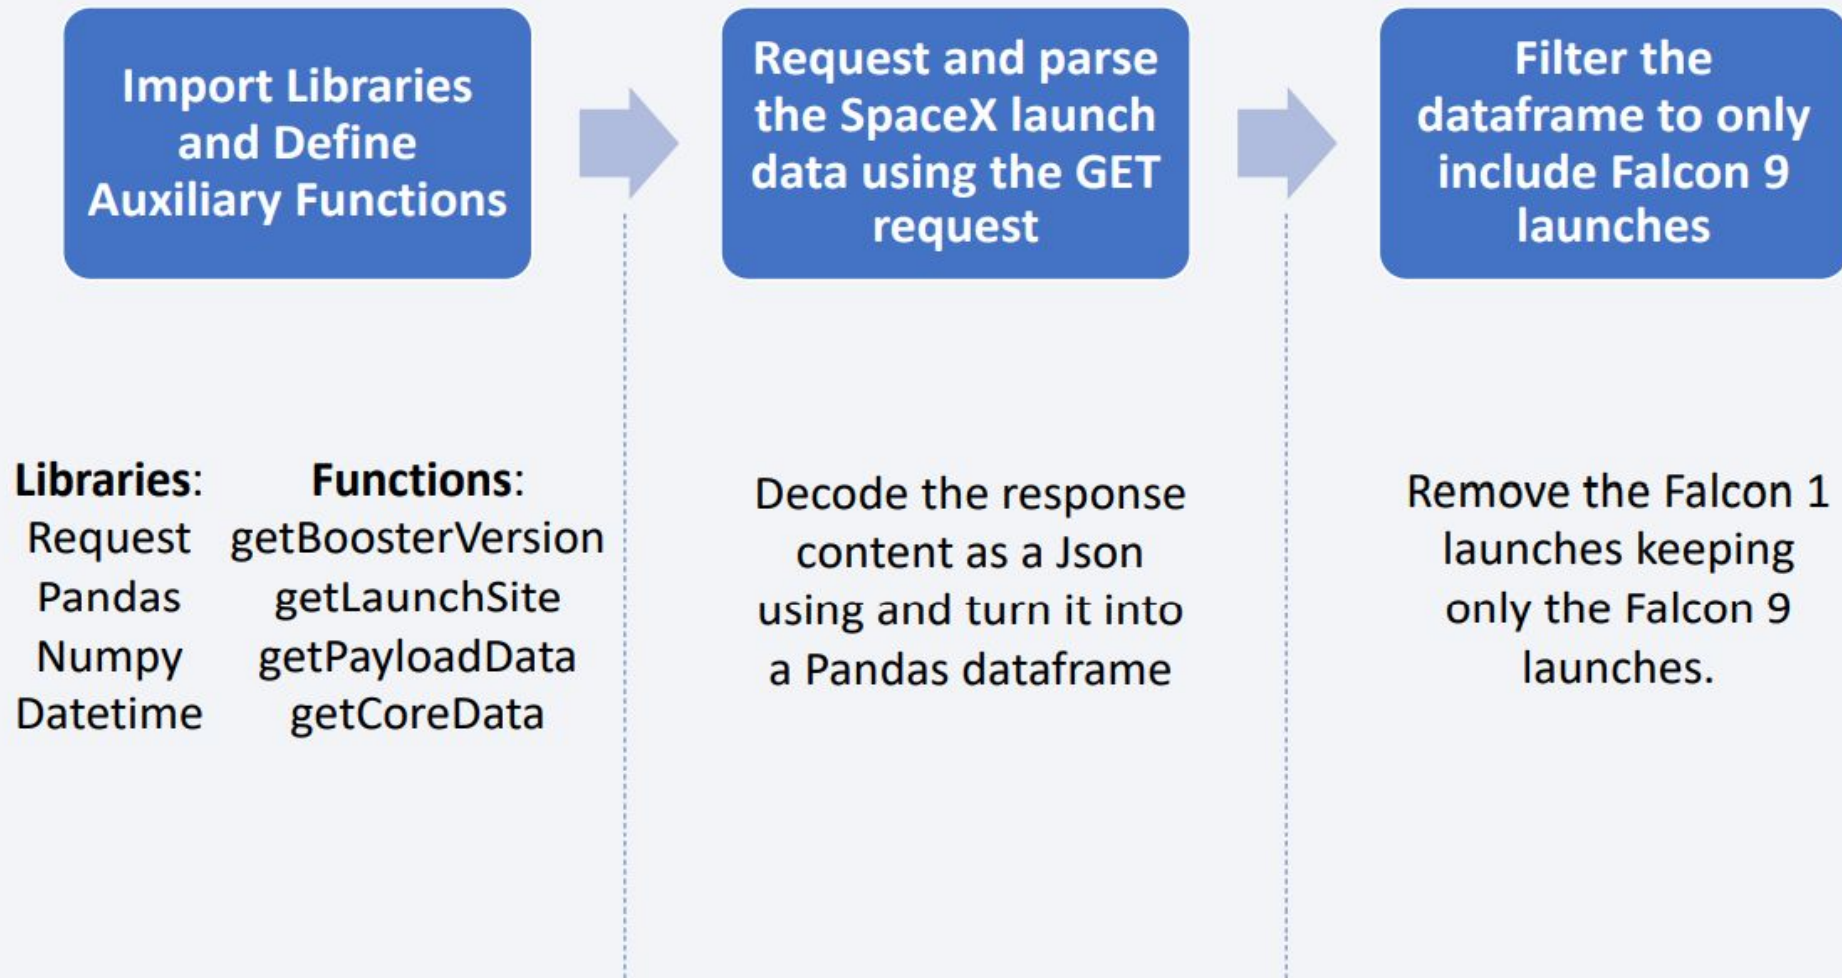 Import Libraries
and Define
Auxiliary Functions
Request and parse
the SpaceX launch
data using the GET
request
Filter the
dataframe to only
include Falcon 9
launches
Libraries:
Request
Pandas
Numpy
Datetime
Functions:
getBoosterVersion
getLaunchSite
getPayloadData
getCoreData
Decode the response
content as a Json
using and turn it into
a Pandas dataframe
Remove the Falcon 1
launches keeping
only the Falcon 9
launches.